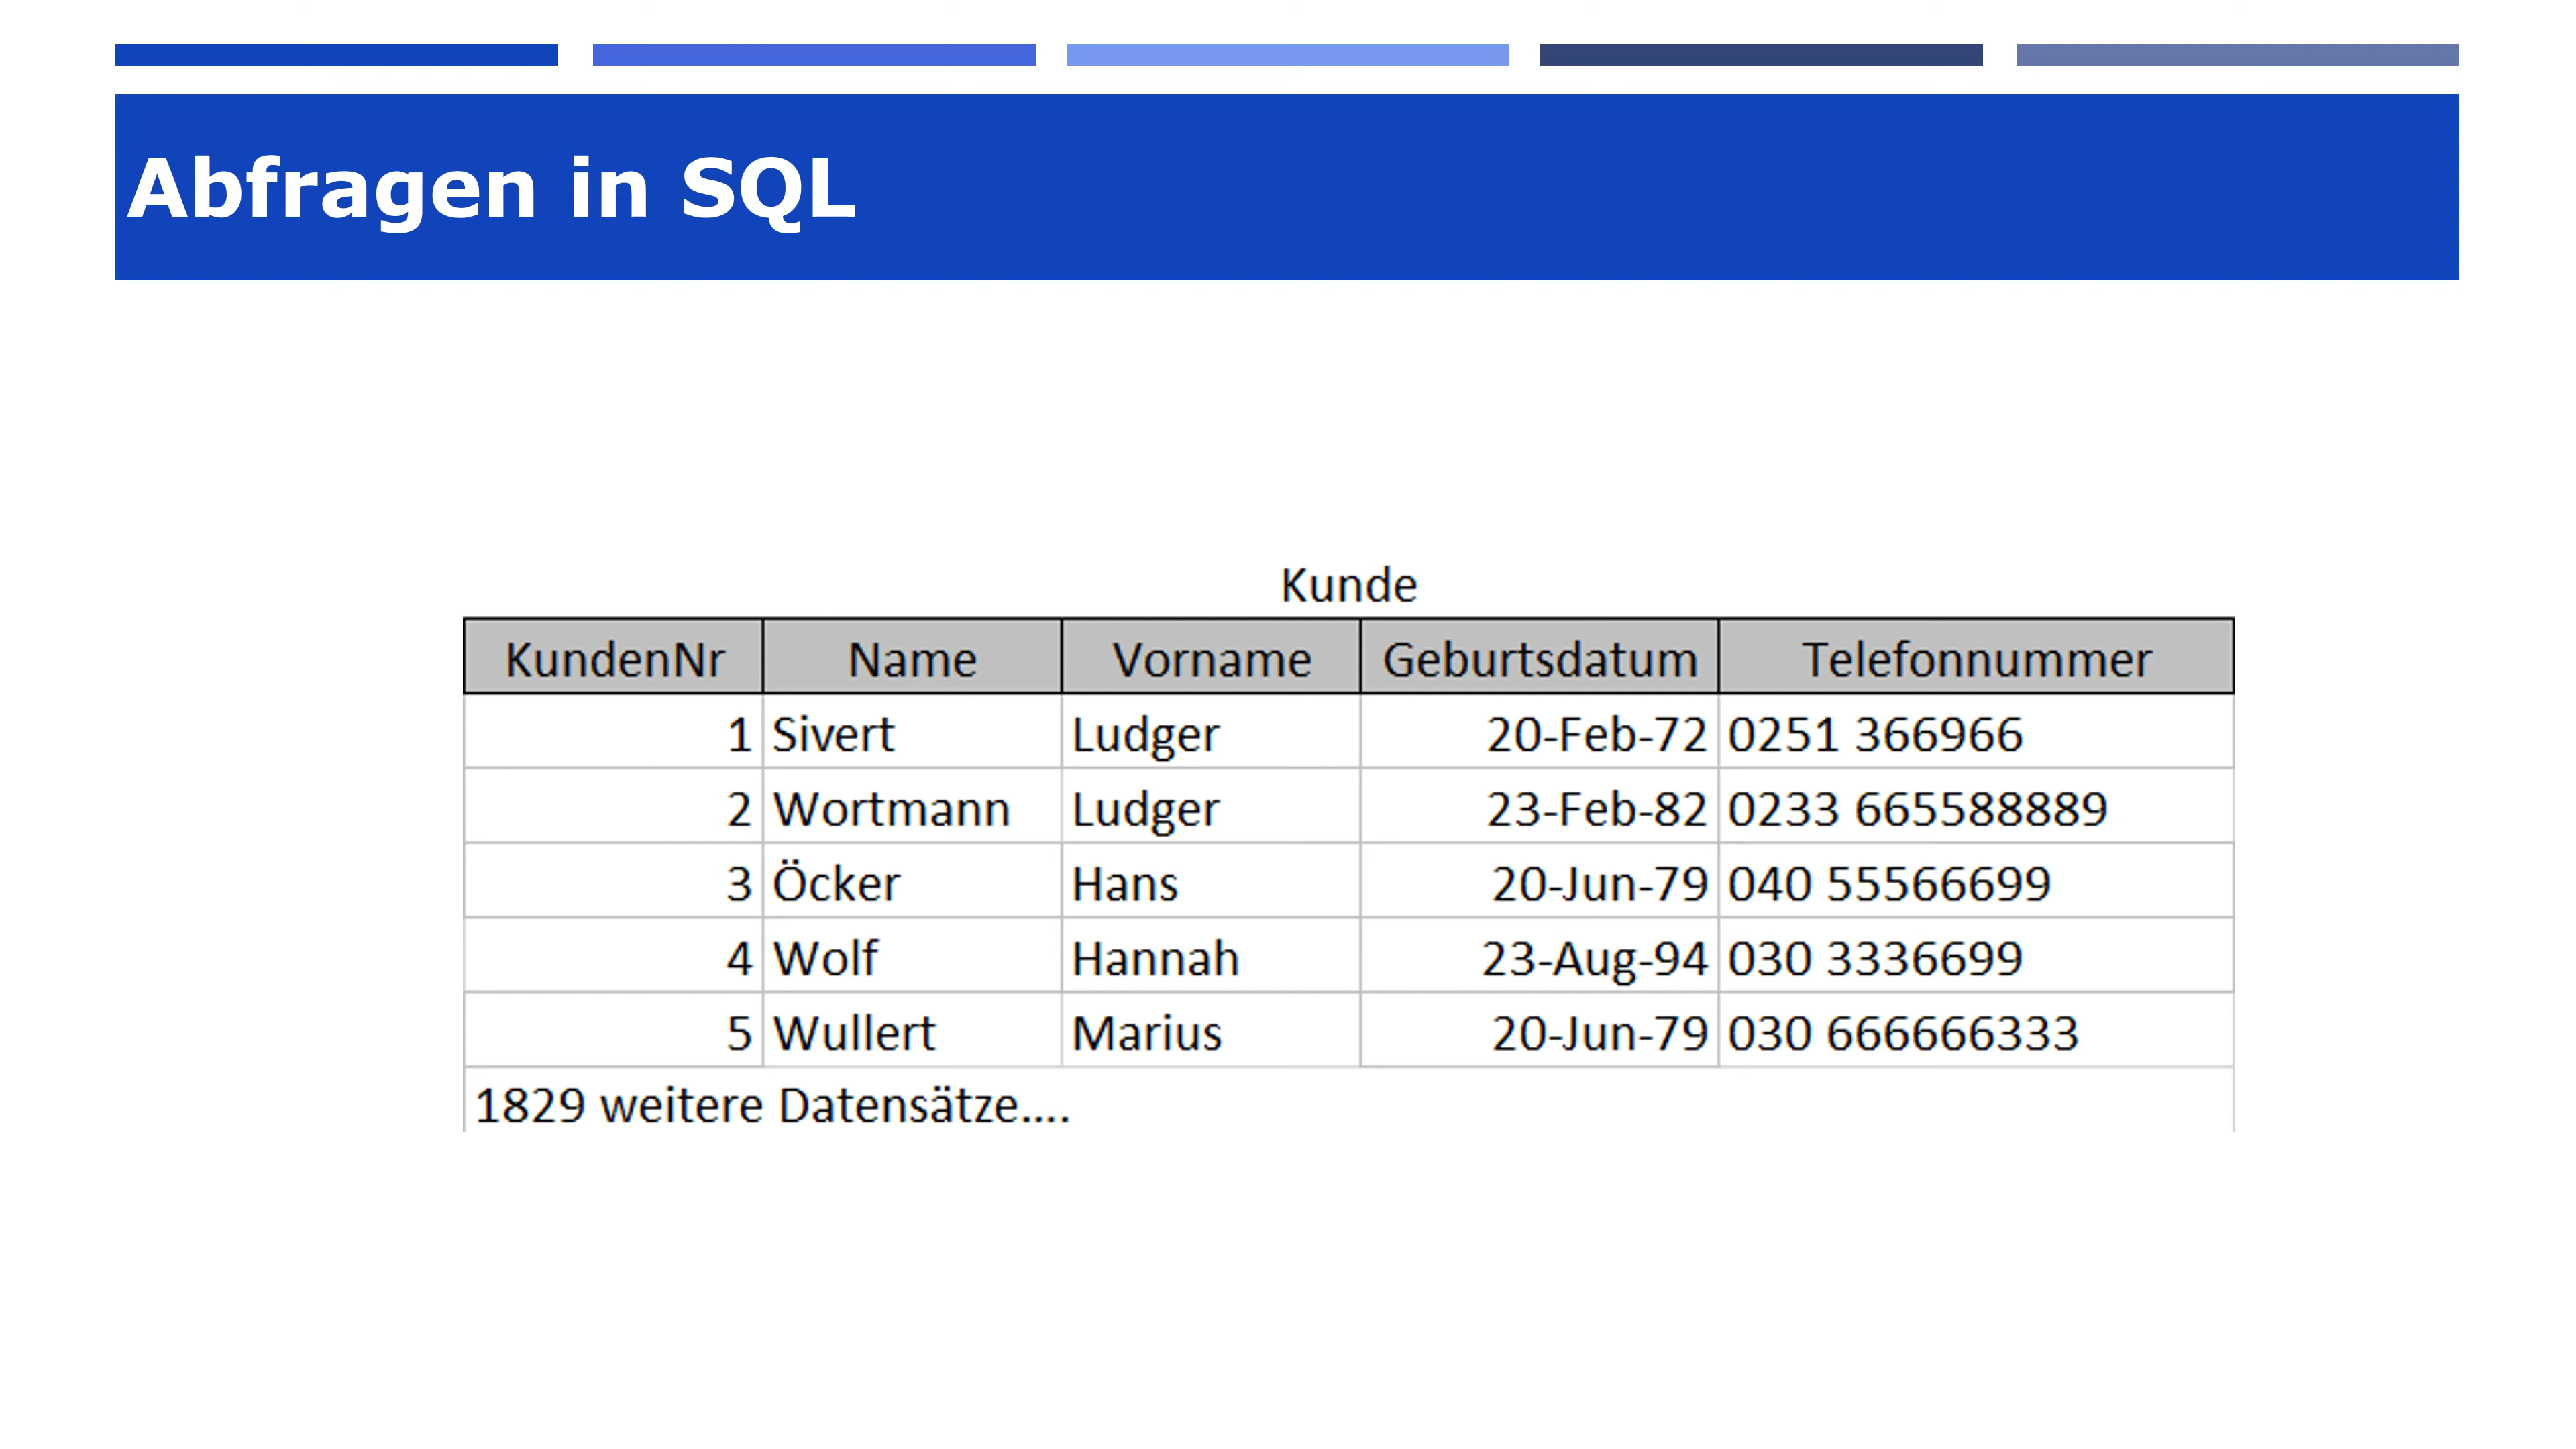 Abfragen in SQL
Kunde
KundenNr Name Vorname Geburtsdatum Telefonnummer
1 Sivert Ludger 20-Feb-72 0251 366966
2 Wortmann Ludger 23-Feb-82 0233 665588889
3 Öcker Hans 20-Jun-79 040 55566699
4 Wolf Hannah 23-Aug-94 030 3336699
5 Wullert Marius 20-Jun-79 030 666666333
1829 weitere Datensätze....